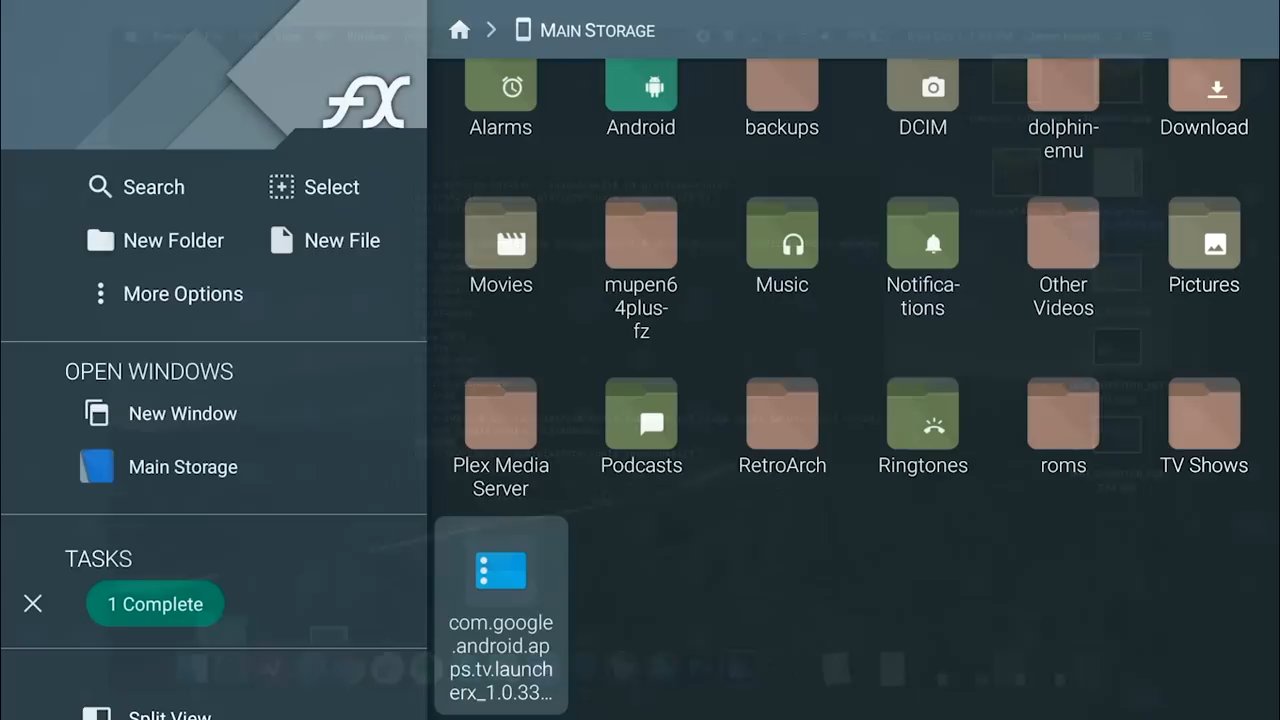 MAIN STORAGE
FX
Alarms
Android
backups
DCIM
dolphin-
emu
Download
Search
Select
New Folder
New File
More Options
Movies
mupen6
4plus-
fz
Music
Notifica-
tions
Other
Videos
Pictures
OPEN WINDOWS
New Window
Main Storage
Plex Media
Server
Podcasts
RetroArch
Ringtones
roms
TV Shows
TASKS
1 Complete
com.google
.android.ap
ps.tv.launch
erx_1.0.33...
Split View